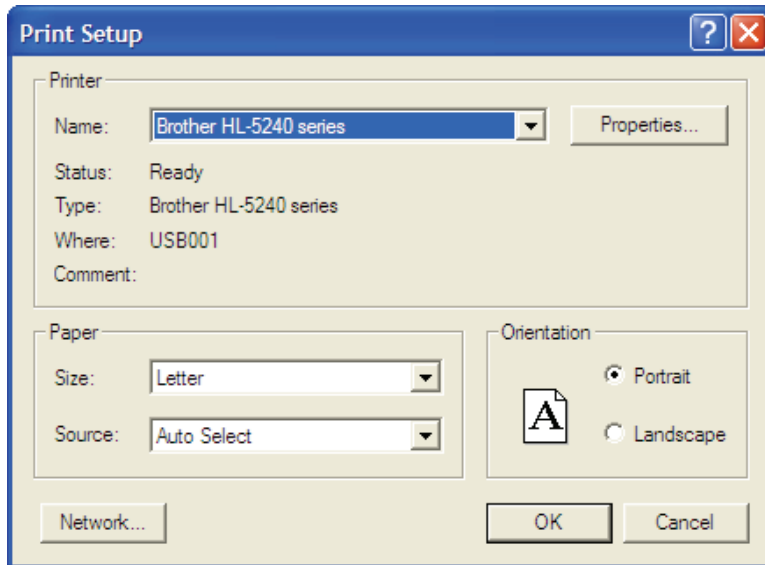 Print Setup
Printer
Name: Brother HL-5240 series Properties...
Status: Ready
Type: Brother HL-5240 series
Where: USB001
Comment:
Paper
Size: Letter
Source: Auto Select
Orientation
A
Portrait
Landscape
Network... OK Cancel